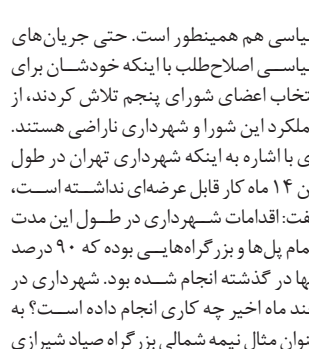 یاسی هم همینطور است. حتی جریان‌های
یاسی اصلاح‌طلب با اینکه خودشان برای
تخاب اعضای شورای پنجم تلاش کردند، از
ملکرد این شورا و شهرداری ناراضی هستند.
ی با اشاره به اینکه شهرداری تهران در طول
ن ۱۴ ماه کار قابل عرضه‌ای نداشته است،
فت: اقدامات شهرداری در طول این مدت
مام پل‌ها و بزرگراه‌هایی بوده که ۹۰ درصد
ها در گذشته انجام شده بود. شهرداری در
ند ماه اخیر چه کاری انجام داده است؟ به
نوان مثال نیمه شمالی بزرگراه صیاد شیرازی